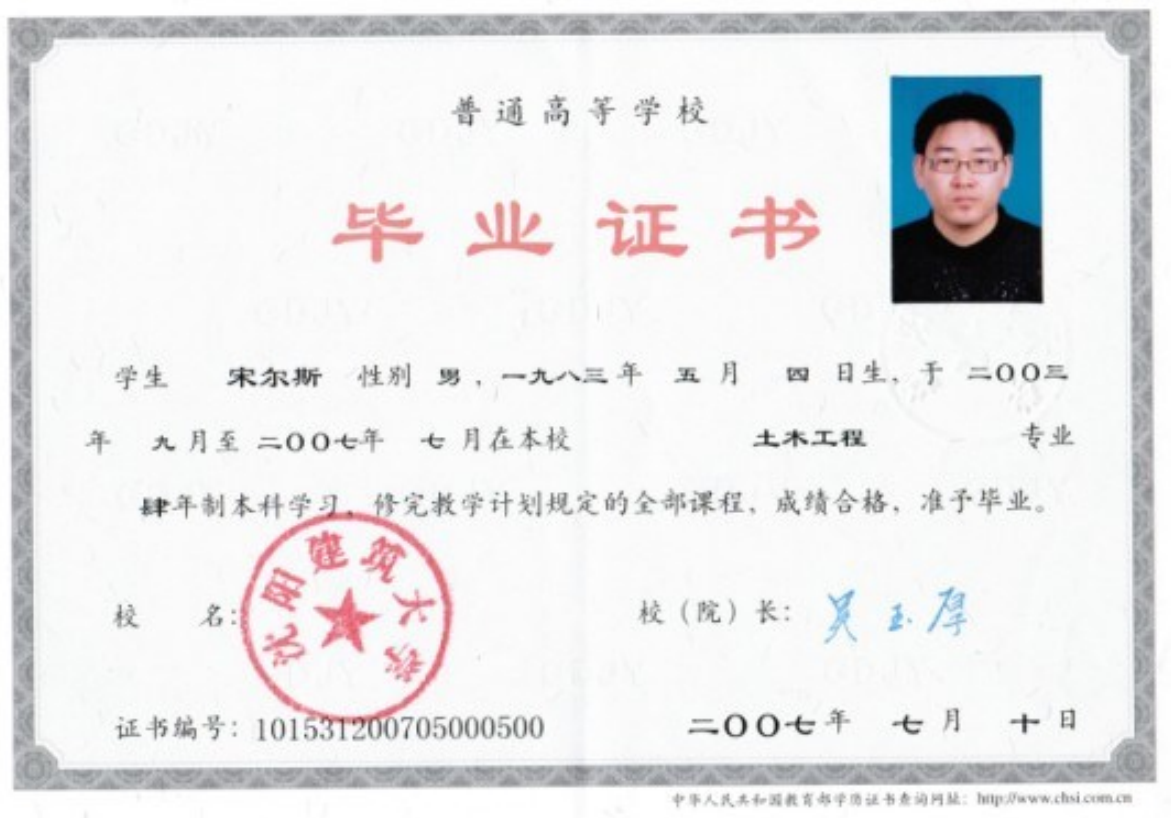 普通高等学校
毕业证书
学生 宋尔斯 性别 男，一九八三年 五 月 四 日生，于 二〇〇三
年 九 月至 二〇〇七年 七 月在本校 土木工程 专业
肆年制本科学习，修完教学计划规定的全部课程，成绩合格，准予毕业。
沈阳建筑大学
校 名：
校（院）长： 吴玉厚
证书编号：101531200705000500
二〇〇七年 七 月 十 日
中华人民共和国教育部学历证书查询网址：http://www.chsi.com.cn